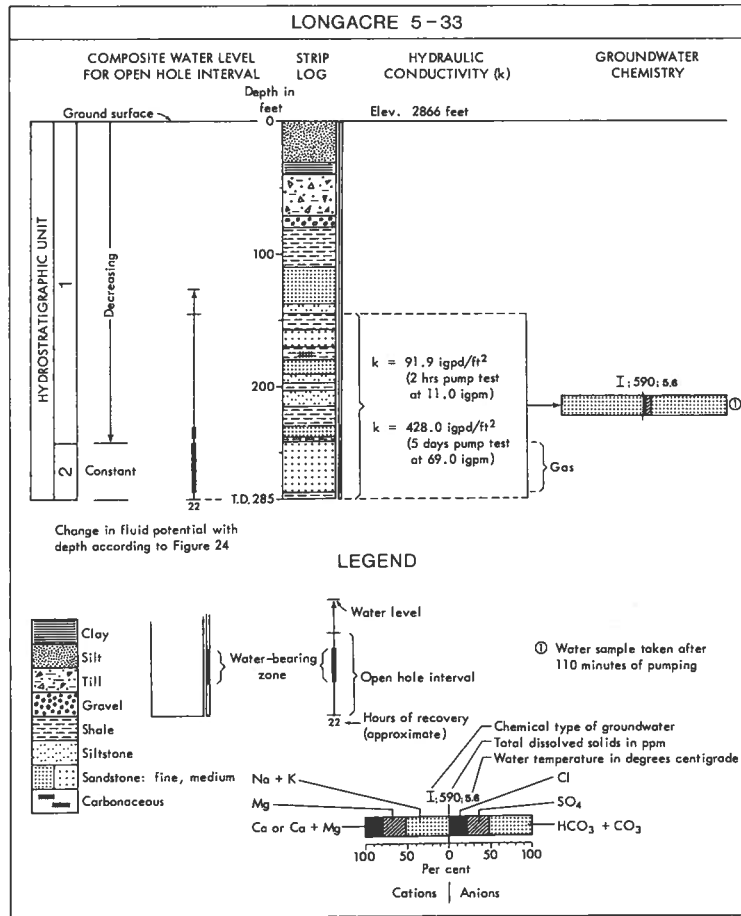 LONGACRE 5-33
COMPOSITE WATER LEVEL
FOR OPEN HOLE INTERVAL
STRIP
LOG
HYDRAULIC
CONDUCTIVITY (k)
GROUNDWATER
CHEMISTRY
Depth in
feet
Ground surface
0
Elev. 2866 feet
HYDROSTRATIGRAPHIC UNIT
1
Decreasing
100
200
k = 91.9 igpd/ft²
(2 hrs pump test
at 11.0 igpm)
k = 428.0 igpd/ft²
(5 days pump test
at 69.0 igpm)
I; 590; 5.6
①
Gas
2
Constant
22
T.D. 285
Change in fluid potential with
depth according to Figure 24
LEGEND
Clay
Silt
Till
Gravel
Shale
Siltstone
Sandstone: fine, medium
Carbonaceous
Water-bearing
zone
Water level
Open hole interval
22
Hours of recovery
(approximate)
① Water sample taken after
110 minutes of pumping
Chemical type of groundwater
Total dissolved solids in ppm
Water temperature in degrees centigrade
I; 590; 5.6
Na + K
Mg
Ca or Ca + Mg
Cl
SO₄
HCO₃ + CO₃
100 50 0 50 100
Per cent
Cations | Anions